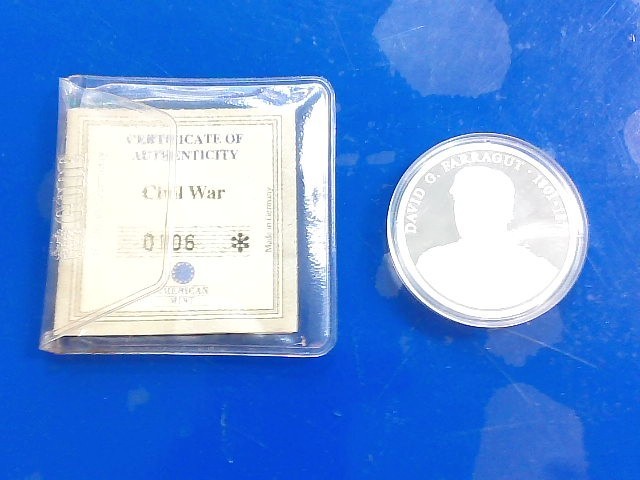 CERTIFICATE OF
AUTHENTICITY
Civil War
0106 *
Made in Germany
AMERICAN
MINT
DAVID G. FARRAGUT